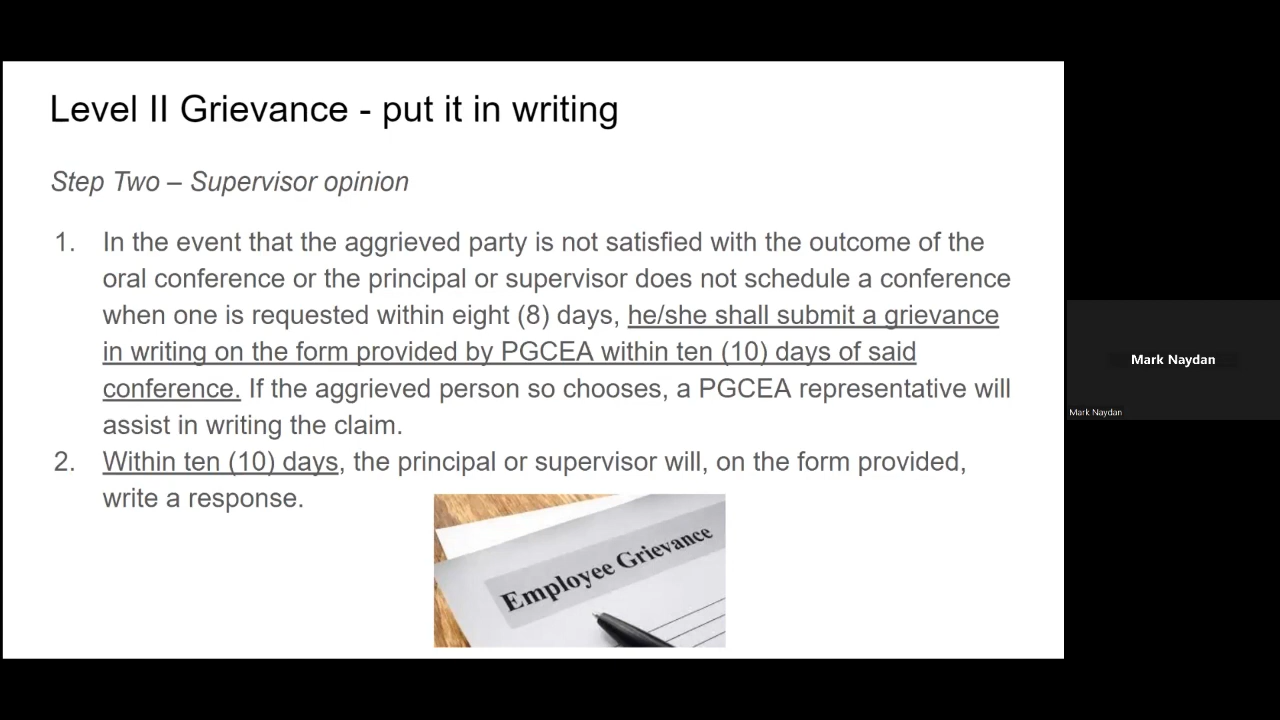 Level II Grievance - put it in writing
Step Two – Supervisor opinion
1. In the event that the aggrieved party is not satisfied with the outcome of the
oral conference or the principal or supervisor does not schedule a conference
when one is requested within eight (8) days, he/she shall submit a grievance
in writing on the form provided by PGCEA within ten (10) days of said
conference. If the aggrieved person so chooses, a PGCEA representative will
assist in writing the claim.
2. Within ten (10) days, the principal or supervisor will, on the form provided,
write a response.
Employee Grievance
Mark Naydan
Mark Naydan